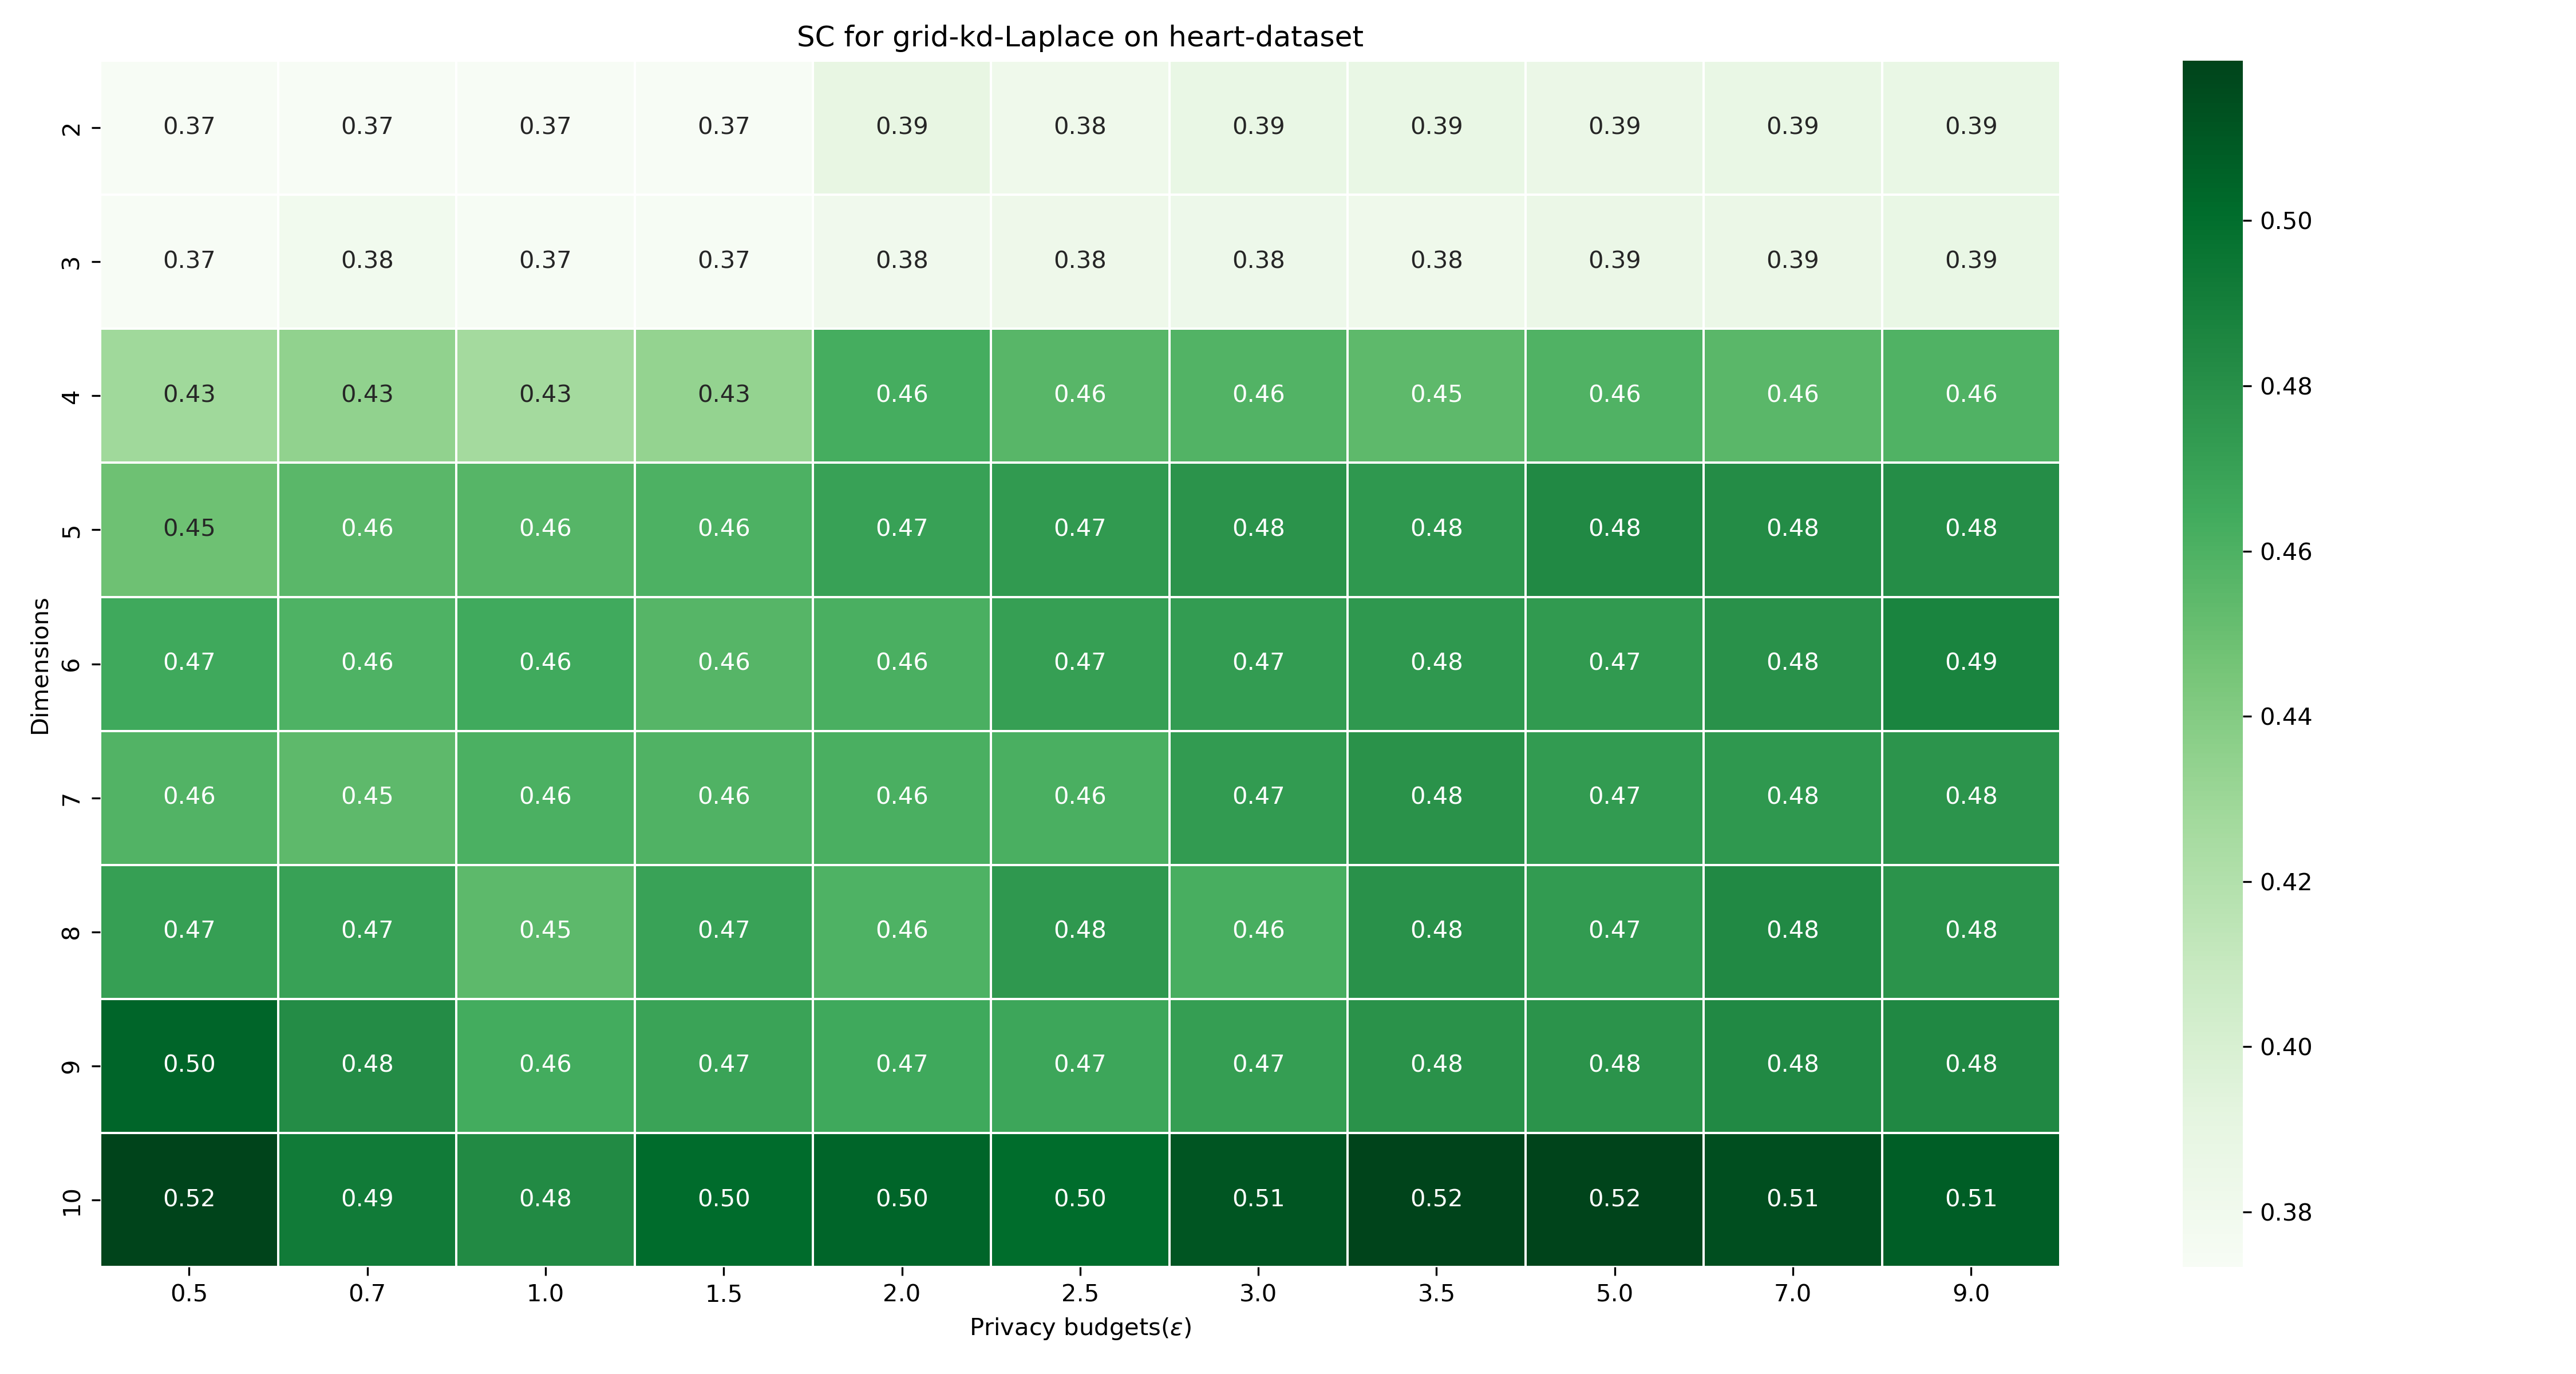 SC for grid-kd-Laplace on heart-dataset
2 0.37 0.37 0.37 0.37 0.39 0.38 0.39 0.39 0.39 0.39 0.39
3 0.37 0.38 0.37 0.37 0.38 0.38 0.38 0.38 0.39 0.39 0.39
4 0.43 0.43 0.43 0.43 0.46 0.46 0.46 0.45 0.46 0.46 0.46
5 0.45 0.46 0.46 0.46 0.47 0.47 0.48 0.48 0.48 0.48 0.48
6 0.47 0.46 0.46 0.46 0.46 0.47 0.47 0.48 0.47 0.48 0.49
7 0.46 0.45 0.46 0.46 0.46 0.46 0.47 0.48 0.47 0.48 0.48
8 0.47 0.47 0.45 0.47 0.46 0.48 0.46 0.48 0.47 0.48 0.48
9 0.50 0.48 0.46 0.47 0.47 0.47 0.47 0.48 0.48 0.48 0.48
10 0.52 0.49 0.48 0.50 0.50 0.50 0.51 0.52 0.52 0.51 0.51
0.5 0.7 1.0 1.5 2.0 2.5 3.0 3.5 5.0 7.0 9.0
Privacy budgets(ε)
Dimensions
0.50
0.48
0.46
0.44
0.42
0.40
0.38